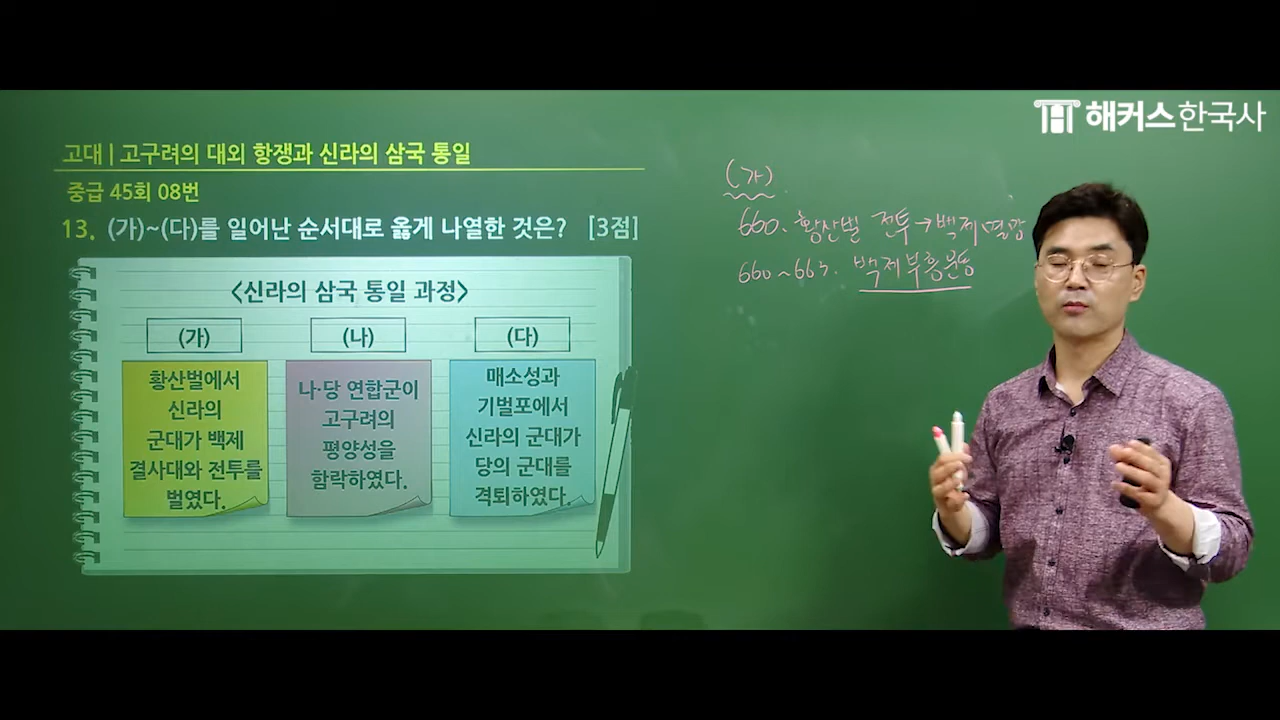 해커스한국사
고대 | 고구려의 대외 항쟁과 신라의 삼국 통일
중급 45회 08번
13. (가)~(다)를 일어난 순서대로 옳게 나열한 것은? [3점]
<신라의 삼국 통일 과정>
(가)
황산벌에서
신라의
군대가 백제
결사대와 전투를
벌였다.
(나)
나·당 연합군이
고구려의
평양성을
함락하였다.
(다)
매소성과
기벌포에서
신라의 군대가
당의 군대를
격퇴하였다.
(가)
660. 황산벌 전투→백제 멸망
660~663. 백제부흥운동